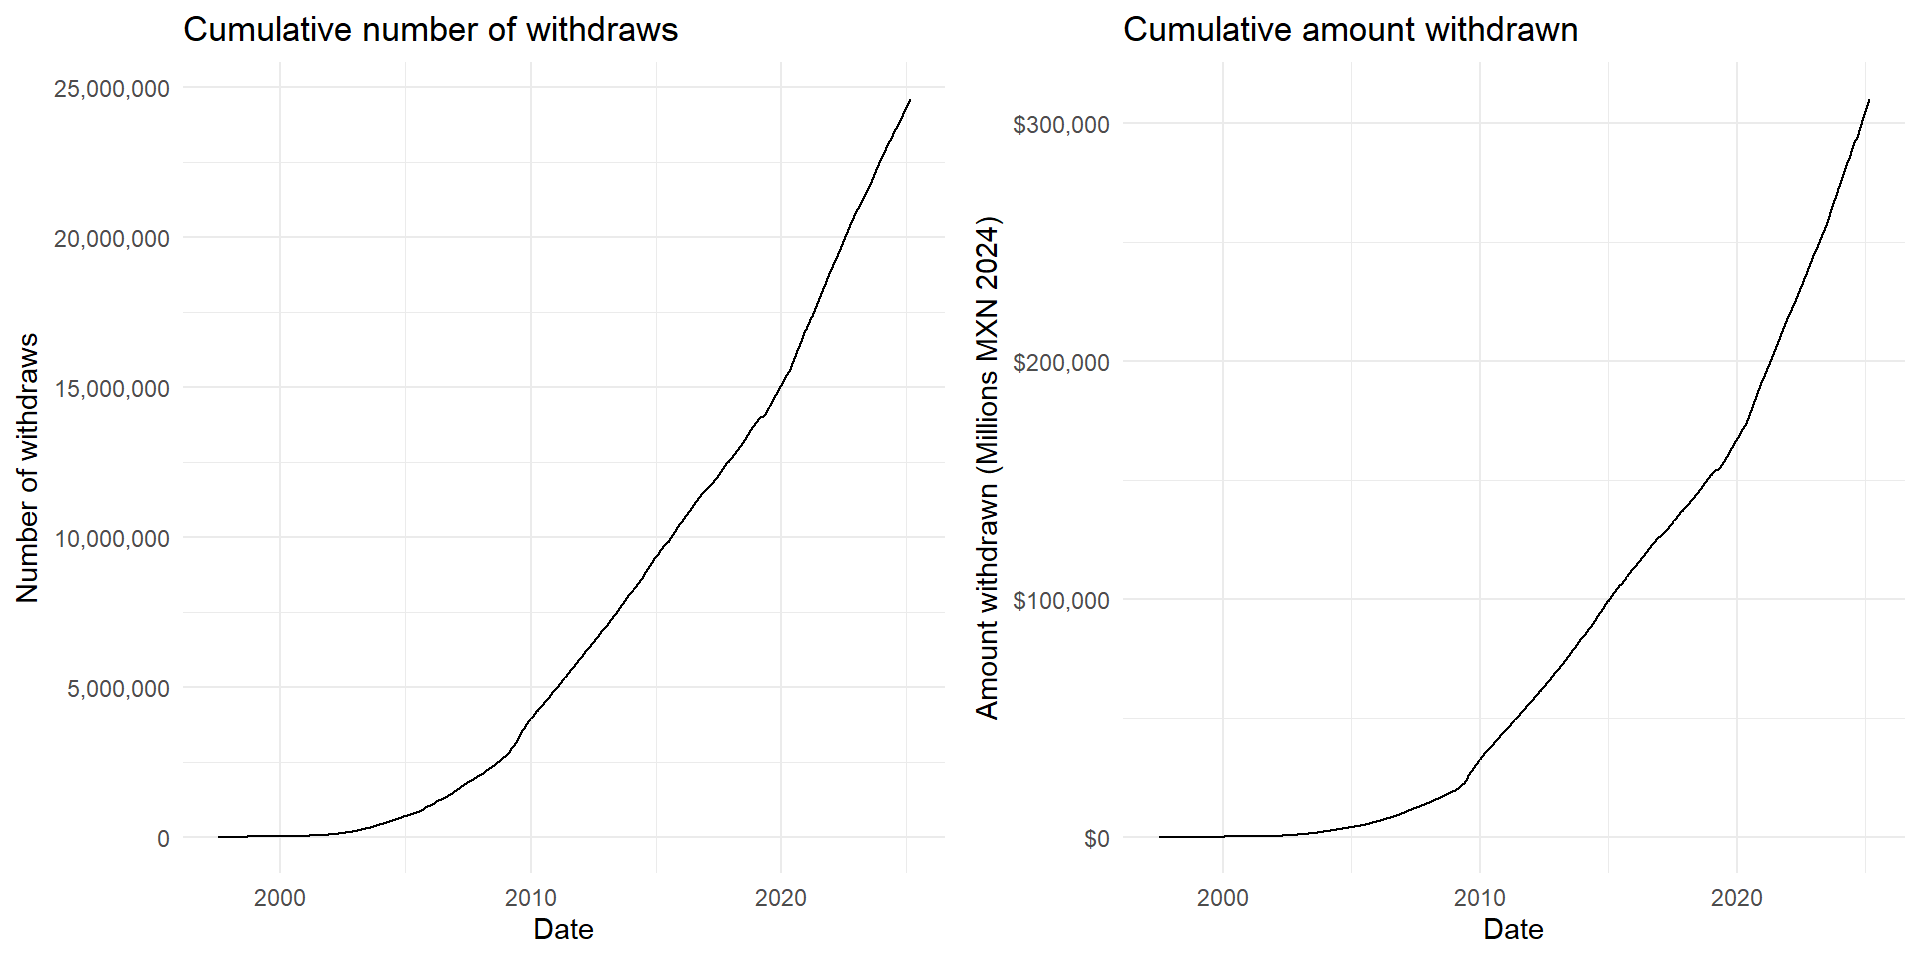 Cumulative number of withdraws
Number of withdraws
25,000,000
20,000,000
15,000,000
10,000,000
5,000,000
0
2000
2010
2020
Date
Cumulative amount withdrawn
Amount withdrawn (Millions MXN 2024)
$300,000
$200,000
$100,000
$0
2000
2010
2020
Date